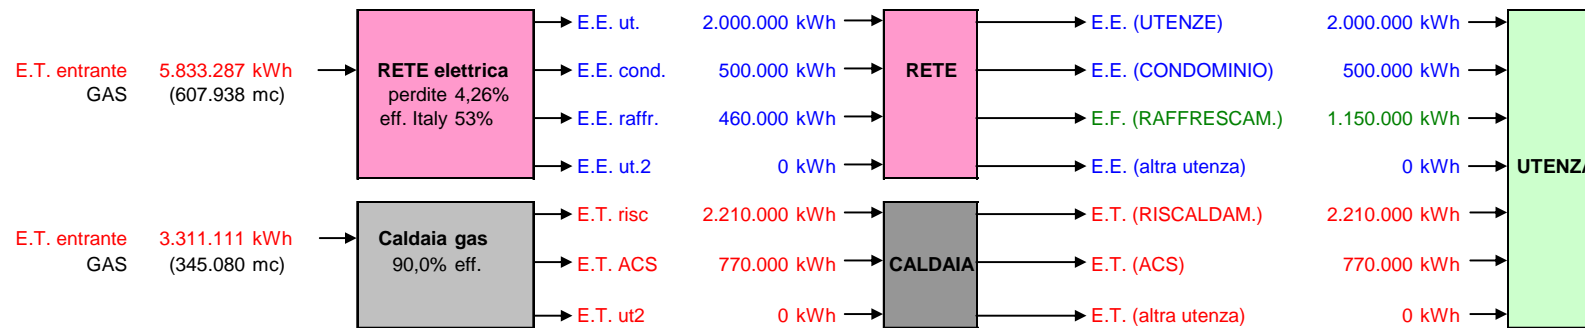 E.E. ut. 2.000.000 kWh E.E. (UTENZE) 2.000.000 kWh
E.T. entrante 5.833.287 kWh RETE elettrica E.E. cond. 500.000 kWh RETE E.E. (CONDOMINIO) 500.000 kWh
GAS (607.938 mc) perdite 4,26%
eff. Italy 53% E.E. raffr. 460.000 kWh E.F. (RAFFRESCAM.) 1.150.000 kWh
E.E. ut.2 0 kWh E.E. (altra utenza) 0 kWh UTENZA
E.T. risc 2.210.000 kWh E.T. (RISCALDAM.) 2.210.000 kWh
E.T. entrante 3.311.111 kWh Caldaia gas
GAS (345.080 mc) 90,0% eff. E.T. ACS 770.000 kWh CALDAIA E.T. (ACS) 770.000 kWh
E.T. ut2 0 kWh E.T. (altra utenza) 0 kWh